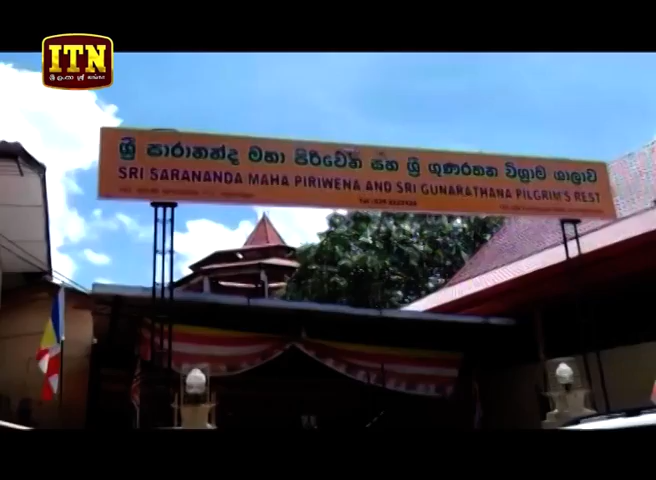 ITN
ශ්‍රී සාරානන්ද මහා පිරිවෙන සහ ශ්‍රී ගුණරතන විශ්‍රාම ශාලාව
SRI SARANANDA MAHA PIRIWENA AND SRI GUNARATHANA PILGRIM'S REST